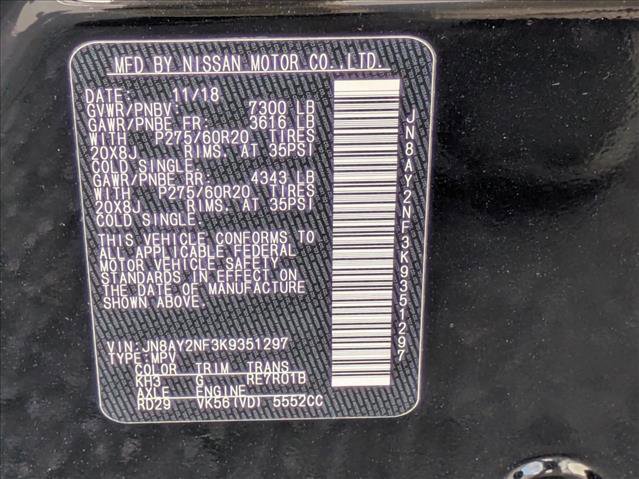 MFD BY NISSAN MOTOR CO., LTD.
DATE: 11/18
GVWR/PNBV: 7300 LB
GAWR/PNBE FR: 3616 LB
WITH P275/60R20 TIRES
20X8J RIMS. AT 35PSI
COLD SINGLE
GAWR/PNBE RR: 4343 LB
WITH P275/60R20 TIRES
20X8J RIMS. AT 35PSI
COLD SINGLE
THIS VEHICLE CONFORMS TO
ALL APPLICABLE FEDERAL
MOTOR VEHICLE SAFETY
STANDARDS IN EFFECT ON
THE DATE OF MANUFACTURE
SHOWN ABOVE.
VIN:JN8AY2NF3K9351297
TYPE:MPV
COLOR TRIM TRANS
KH3 G RE7R01B
AXLE ENGINE
RD29 VK56(VD) 5552CC
JN8AY2NF3K9351297